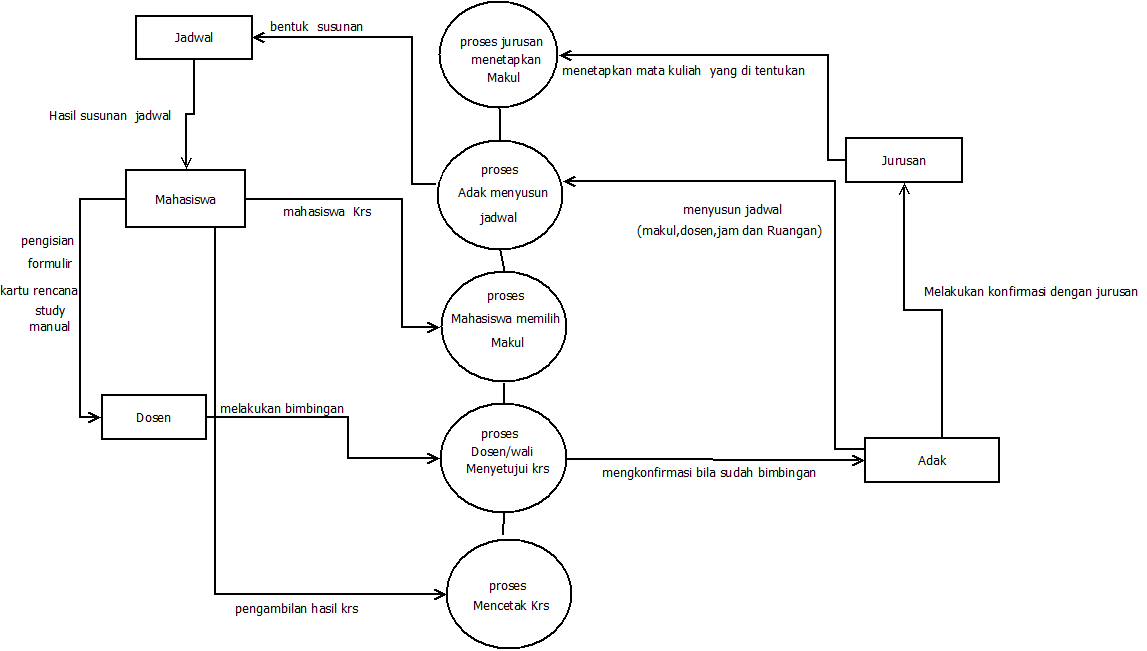 Jadwal
bentuk susunan
proses jurusan
menetapkan
Makul
menetapkan mata kuliah yang di tentukan
Hasil susunan jadwal
Jurusan
proses
Adak menyusun
jadwal
Mahasiswa
mahasiswa Krs
menyusun jadwal
(makul,dosen,jam dan Ruangan)
pengisian
formulir
kartu rencana
study
manual
Melakukan konfirmasi dengan jurusan
proses
Mahasiswa memilih
Makul
Dosen
melakukan bimbingan
proses
Dosen/wali
Menyetujui krs
mengkonfirmasi bila sudah bimbingan
Adak
proses
Mencetak Krs
pengambilan hasil krs